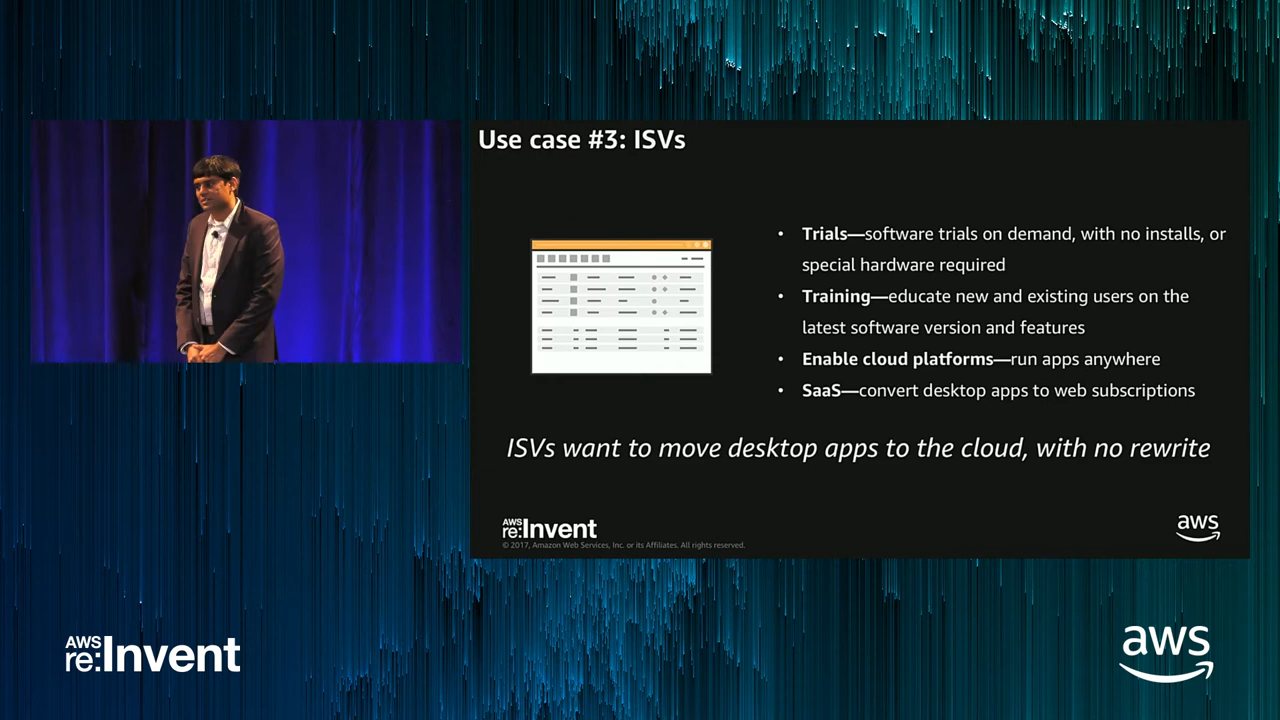 Use case #3: ISVs
• Trials—software trials on demand, with no installs, or
special hardware required
• Training—educate new and existing users on the
latest software version and features
• Enable cloud platforms—run apps anywhere
• SaaS—convert desktop apps to web subscriptions
ISVs want to move desktop apps to the cloud, with no rewrite
AWS
re:Invent
© 2017, Amazon Web Services, Inc. or its Affiliates. All rights reserved.
aws
AWS
re:Invent
aws